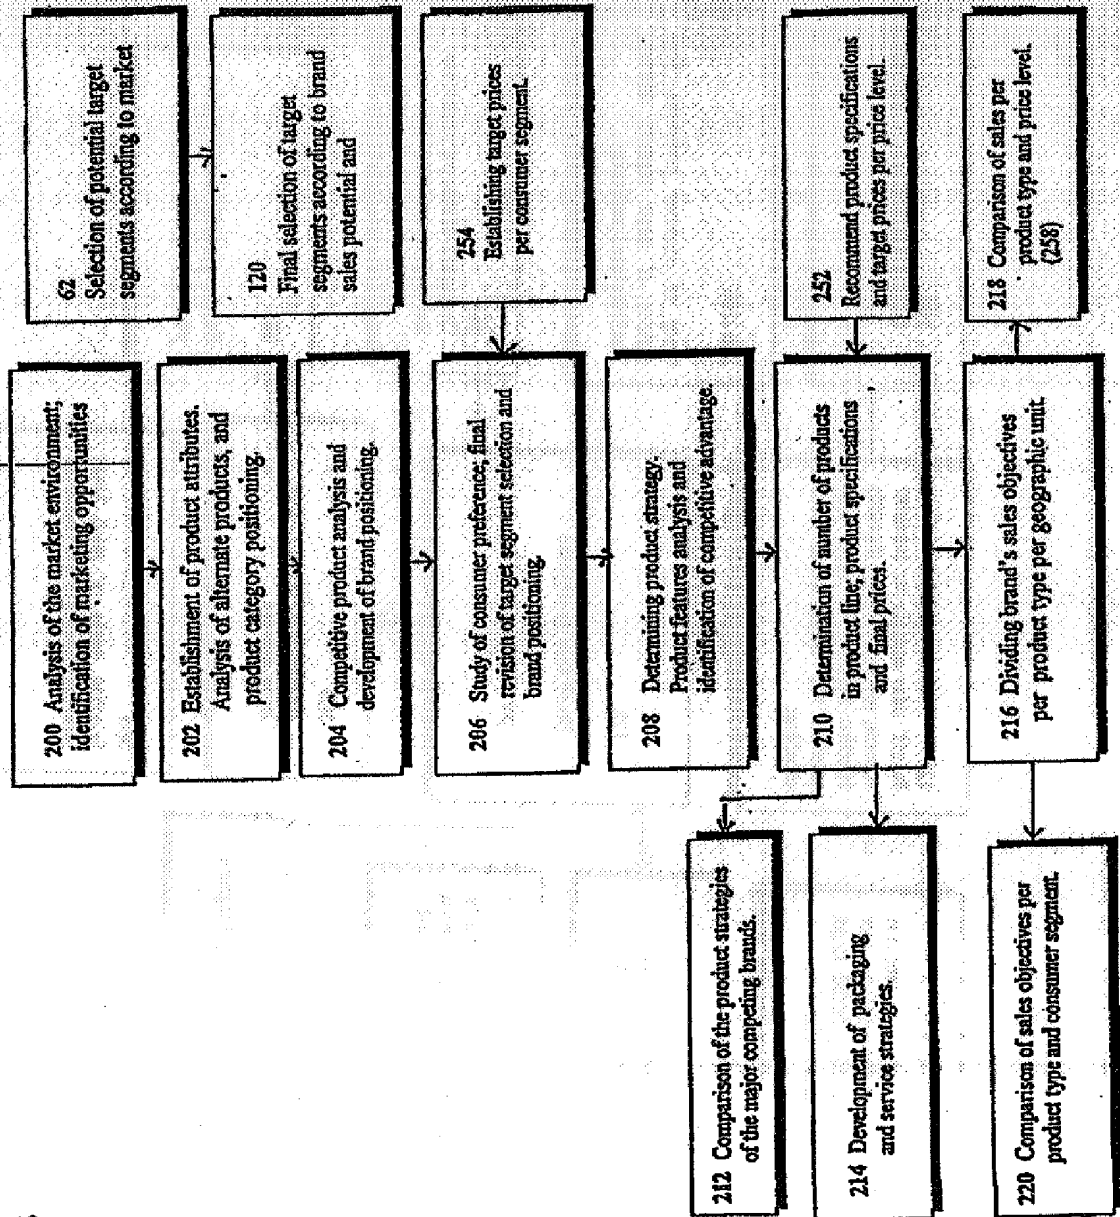 62
Selection of potential target
segments according to market
120
Final selection of target
segments according to brand
sales potential and
254
Establishing target prices
per consumer segment.
252
Recommend product specifications
and target prices per price level.
218 Comparison of sales per
product type and price level.
(258)
200 Analysis of the market environment;
identification of marketing opportunities
202 Establishment of product attributes.
Analysis of alternate products, and
product category positioning.
204 Competitive product analysis and
development of brand positioning.
206 Study of consumer preference; final
revision of target segment selection and
brand positioning.
208 Determining product strategy.
Product features analysis and
identification of competitive advantage.
210 Determination of number of products
in product line; product specifications
and final prices.
216 Dividing brand's sales objectives
per product type per geographic unit.
212 Comparison of the product strategies
of the major competing brands.
214 Development of packaging
and service strategies.
220 Comparison of sales objectives per
product type and consumer segment.